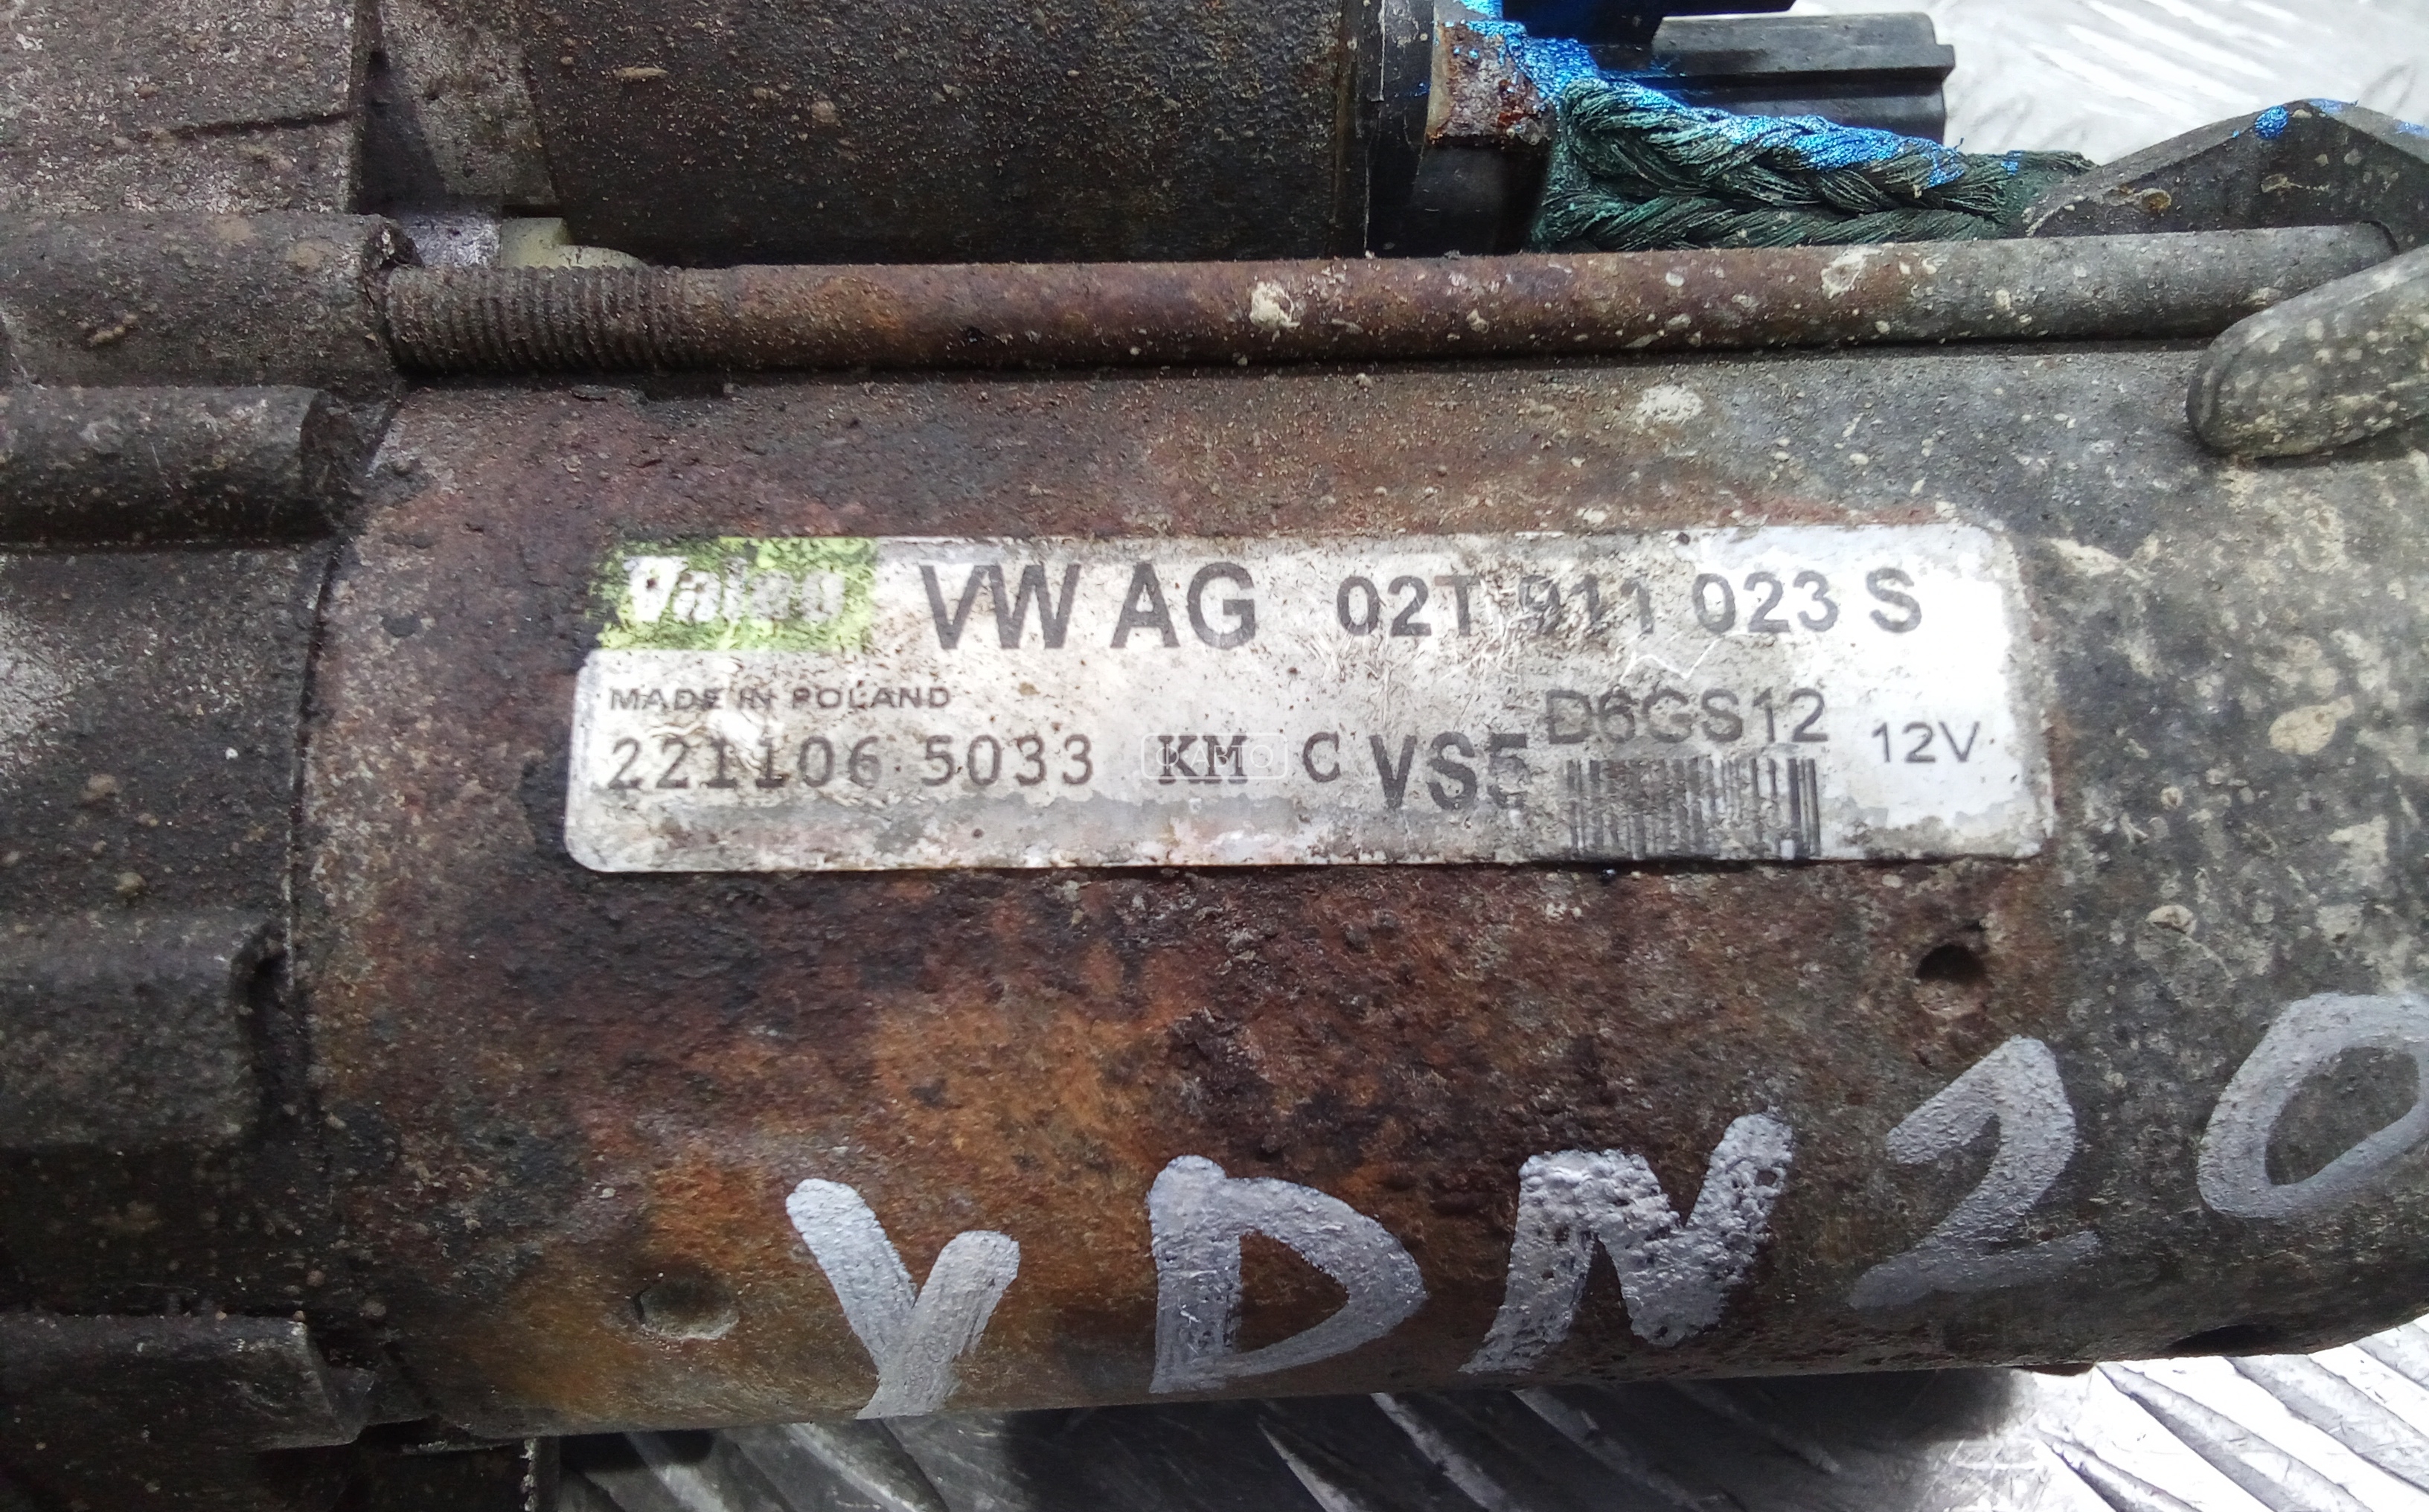 Valeo VW AG 02T 911 023 S
MADE IN POLAND
D6GS12
221106 5033 KM C VS5 12V
YDN20